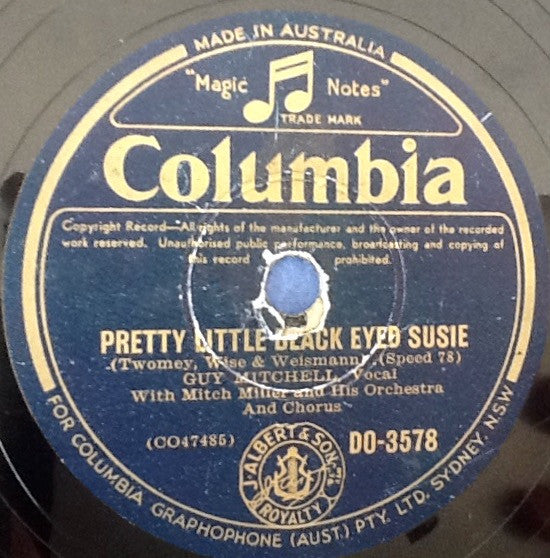 MADE IN AUSTRALIA
"Magic Notes"
TRADE MARK
Columbia
Copyright Record—All rights of the manufacturer and the owner of the recorded
work reserved. Unauthorised public performance, broadcasting and copying of
this record prohibited.
PRETTY LITTLE BLACK EYED SUSIE
(Twomey, Wise & Weismann) (Speed 78)
GUY MITCHELL, Vocal
With Mitch Miller and His Orchestra
And Chorus
(CO47485) DO-3578
J. ALBERT & SON
ROYALTY
FOR COLUMBIA GRAPHOPHONE (AUST.) PTY. LTD. SYDNEY, N.S.W